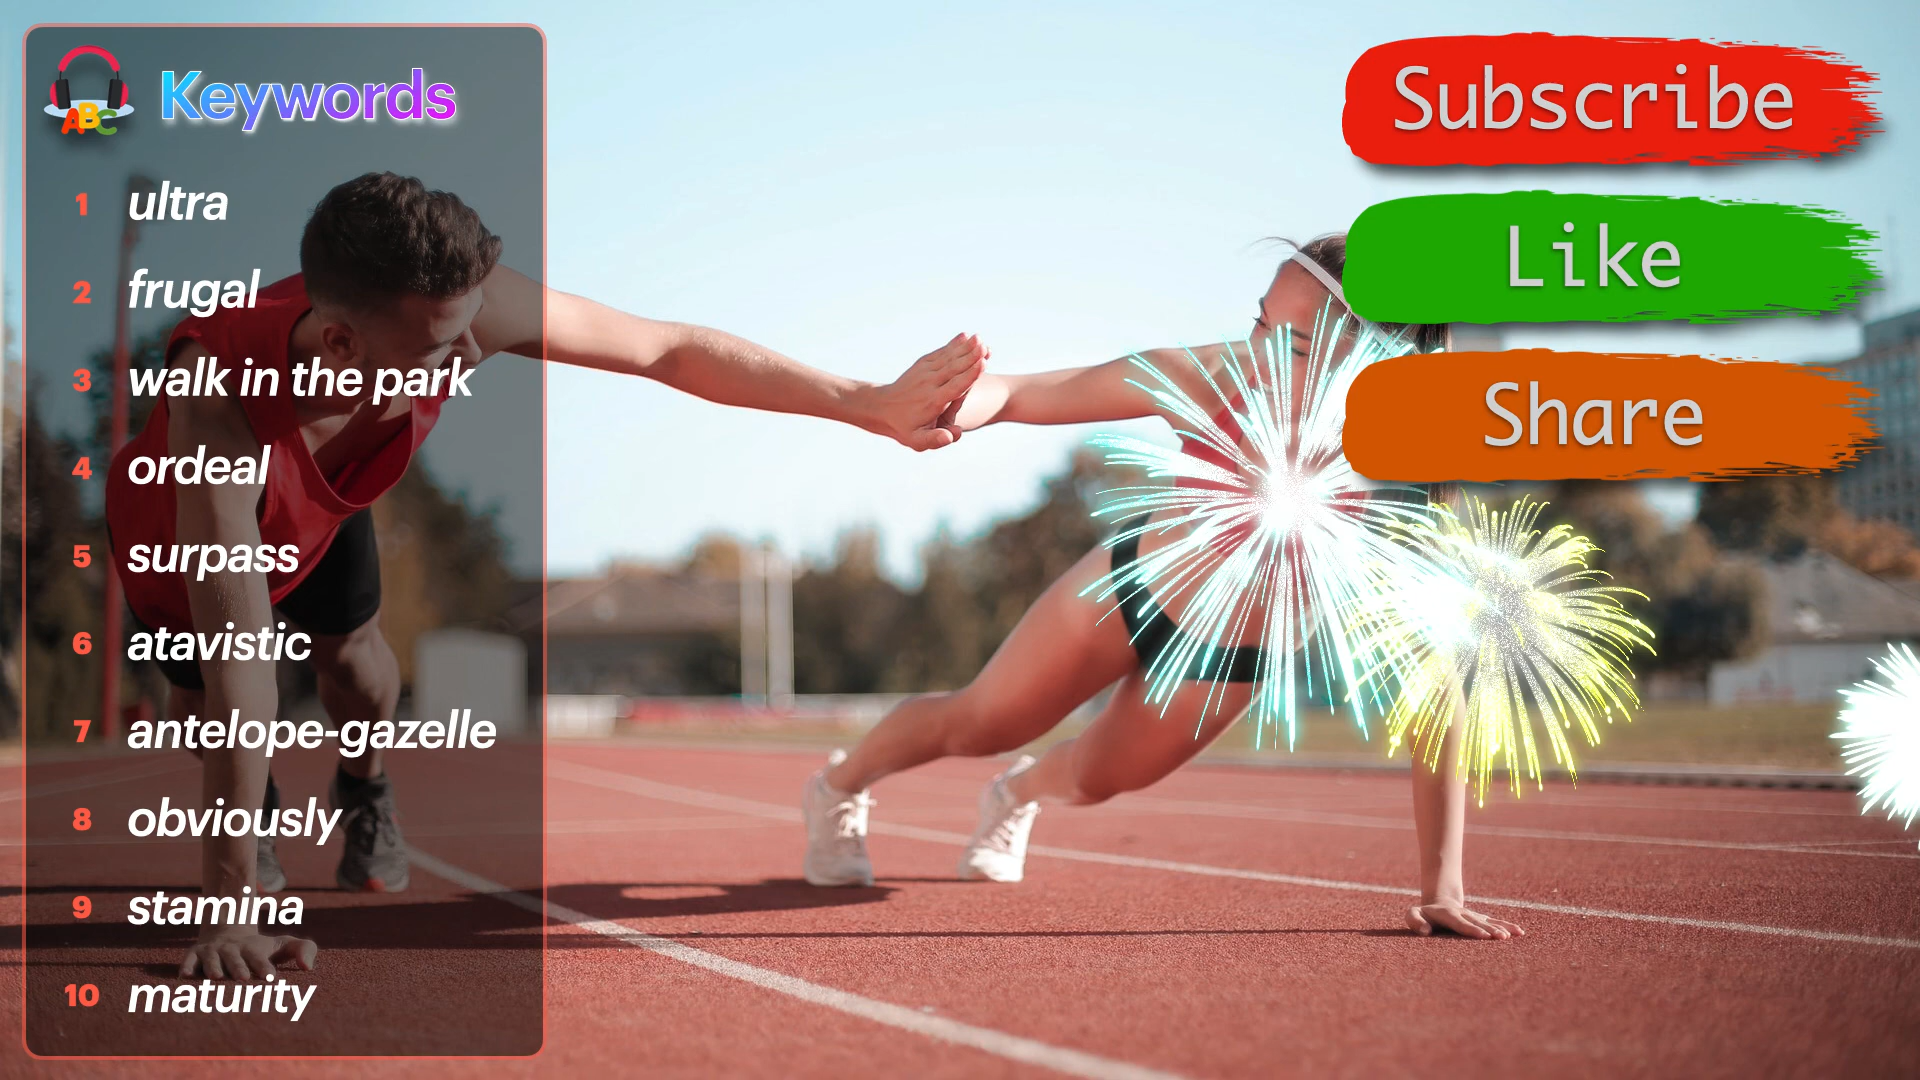 ABC
Keywords
1 ultra
2 frugal
3 walk in the park
4 ordeal
5 surpass
6 atavistic
7 antelope-gazelle
8 obviously
9 stamina
10 maturity
Subscribe
Like
Share